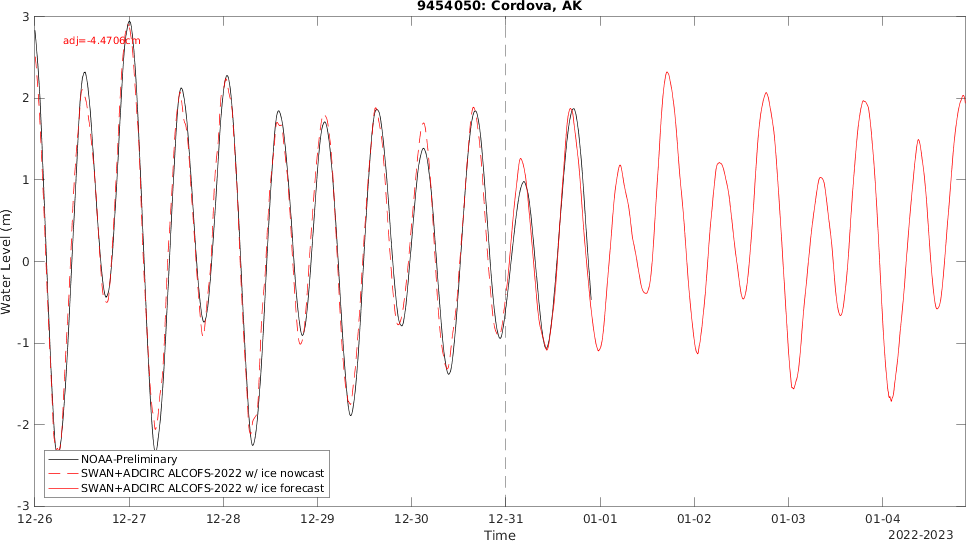 9454050: Cordova, AK
adj=-4.4706cm
Water Level (m)
3
2
1
0
-1
-2
-3
NOAA-Preliminary
SWAN+ADCIRC ALCOFS-2022 w/ ice nowcast
SWAN+ADCIRC ALCOFS-2022 w/ ice forecast
12-26 12-27 12-28 12-29 12-30 12-31 01-01 01-02 01-03 01-04
Time
2022-2023